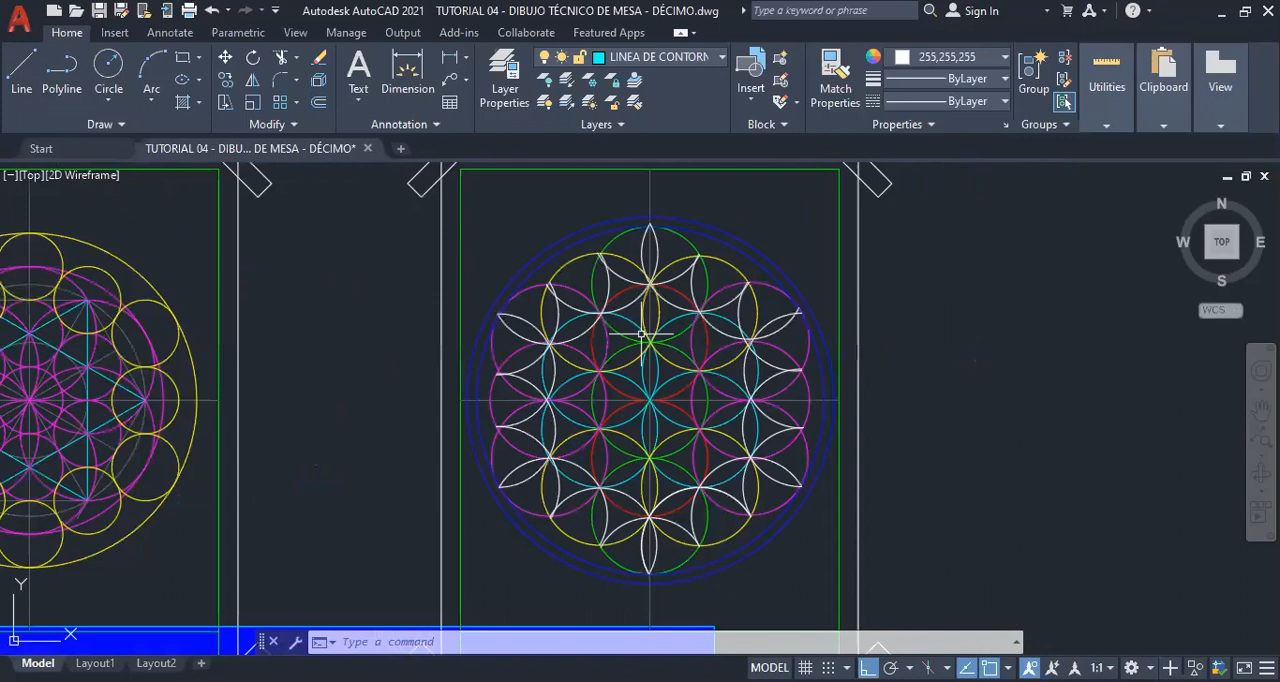 Autodesk AutoCAD 2021 TUTORIAL 04 - DIBUJO TÉCNICO DE MESA - DÉCIMO.dwg
Type a keyword or phrase
Sign In
Home Insert Annotate Parametric View Manage Output Add-ins Collaborate Featured Apps
Line Polyline Circle Arc
Text Dimension
Layer Properties
LINEA DE CONTORN
Insert
Match Properties
255,255,255
ByLayer
ByLayer
Group
Utilities
Clipboard
View
Draw Modify Annotation Layers Block Properties Groups
Start
TUTORIAL 04 - DIBU... DE MESA - DÉCIMO*
[−][Top][2D Wireframe]
N
W TOP E
S
WCS
Y
X
Type a command
Model Layout1 Layout2
MODEL
1:1